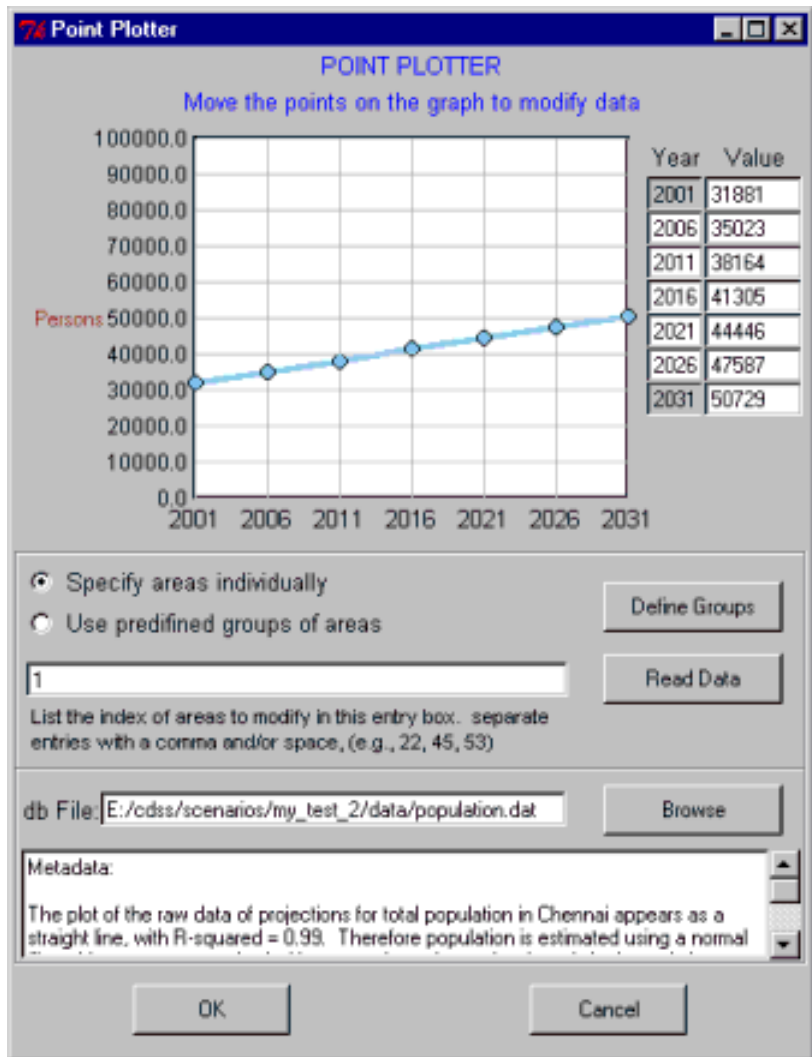 Point Plotter
POINT PLOTTER
Move the points on the graph to modify data
100000.0
90000.0
80000.0
70000.0
60000.0
Persons 50000.0
40000.0
30000.0
20000.0
10000.0
0.0
2001 2006 2011 2016 2021 2026 2031
Year Value
2001 31881
2006 35023
2011 38164
2016 41305
2021 44446
2026 47587
2031 50729
Specify areas individually
Use predifined groups of areas
Define Groups
1
Read Data
List the index of areas to modify in this entry box. separate
entries with a comma and/or space, (e.g., 22, 45, 53)
db File: E:/cdss/scenarios/my_test_2/data/population.dat
Browse
Metadata:
The plot of the raw data of projections for total population in Chennai appears as a
straight line, with R-squared = 0.99. Therefore population is estimated using a normal
OK
Cancel